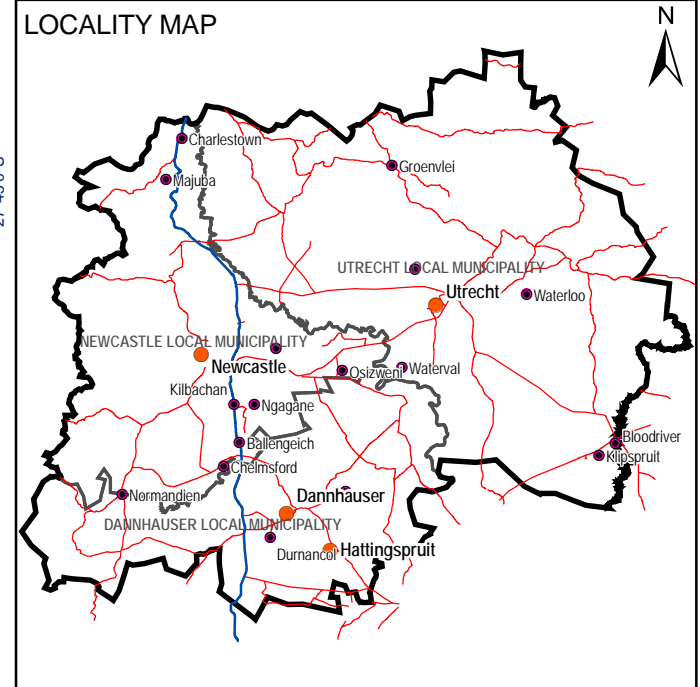 LOCALITY MAP
N
Charlestown
Majuba
Groenvlei
UTRECHT LOCAL MUNICIPALITY
Utrecht
Waterloo
NEWCASTLE LOCAL MUNICIPALITY
Newcastle
Osizweni
Waterval
Kilbachan
Ngagane
Ballengeich
Bloodriver
Klipspruit
Chelmsford
Normandien
Dannhauser
DANNHAUSER LOCAL MUNICIPALITY
Durnancol
Hattingspruit